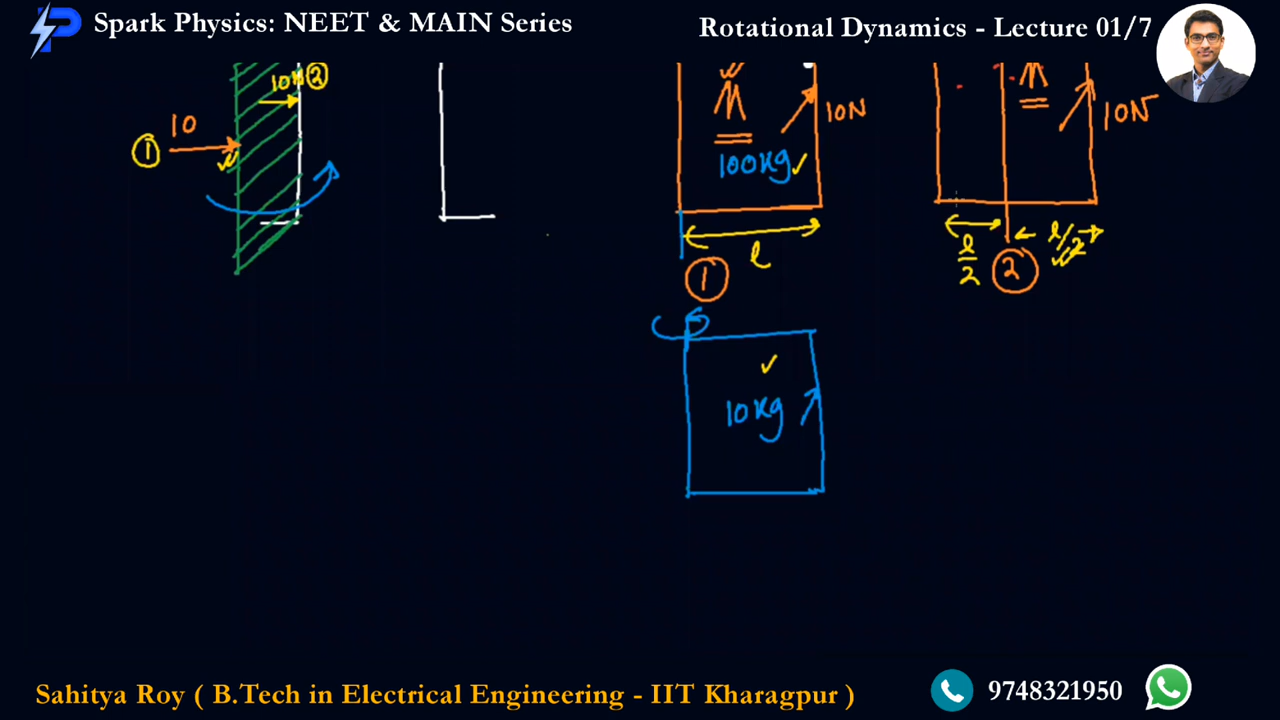 Spark Physics: NEET & MAIN Series
Rotational Dynamics - Lecture 01/7
10N ②
① 10
M
100kg ✓
10N
l
①
M
10N
l/2
l/2
②
✓
10kg
Sahitya Roy ( B.Tech in Electrical Engineering - IIT Kharagpur )
9748321950